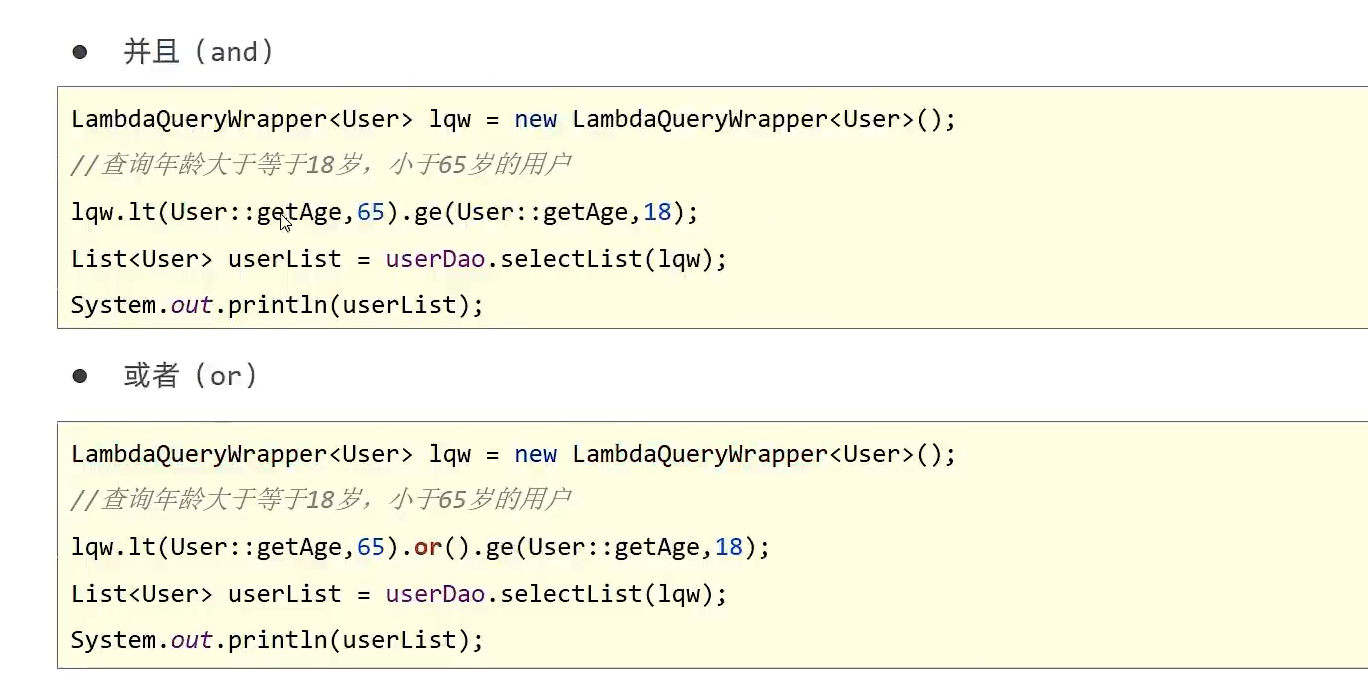 ● 并且（and）
LambdaQueryWrapper<User> lqw = new LambdaQueryWrapper<User>();
//查询年龄大于等于18岁，小于65岁的用户
lqw.lt(User::getAge,65).ge(User::getAge,18);
List<User> userList = userDao.selectList(lqw);
System.out.println(userList);
● 或者（or）
LambdaQueryWrapper<User> lqw = new LambdaQueryWrapper<User>();
//查询年龄大于等于18岁，小于65岁的用户
lqw.lt(User::getAge,65).or().ge(User::getAge,18);
List<User> userList = userDao.selectList(lqw);
System.out.println(userList);